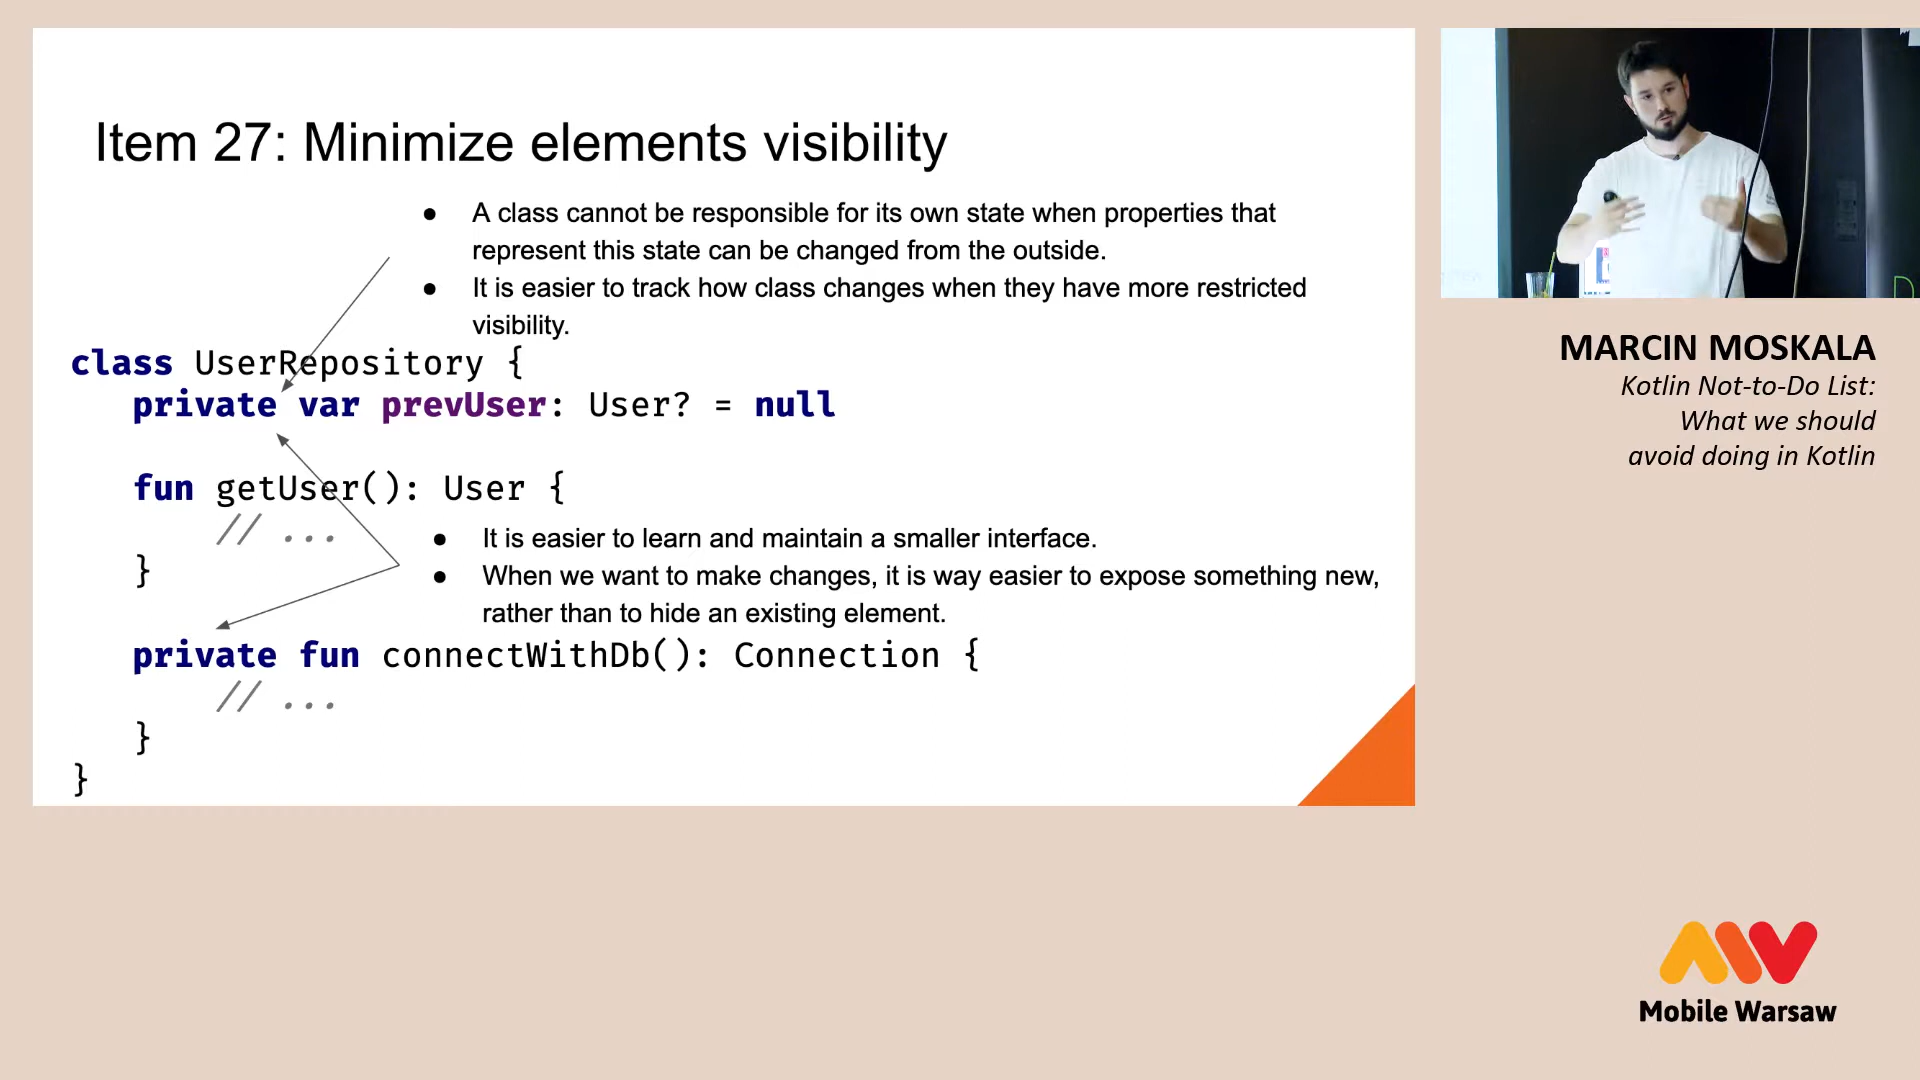 Item 27: Minimize elements visibility
● A class cannot be responsible for its own state when properties that
represent this state can be changed from the outside.
● It is easier to track how class changes when they have more restricted
visibility.
class UserRepository {
private var prevUser: User? = null
fun getUser(): User {
// ...
}
● It is easier to learn and maintain a smaller interface.
● When we want to make changes, it is way easier to expose something new,
rather than to hide an existing element.
private fun connectWithDb(): Connection {
// ...
}
}
MARCIN MOSKALA
Kotlin Not-to-Do List:
What we should
avoid doing in Kotlin
Mobile Warsaw